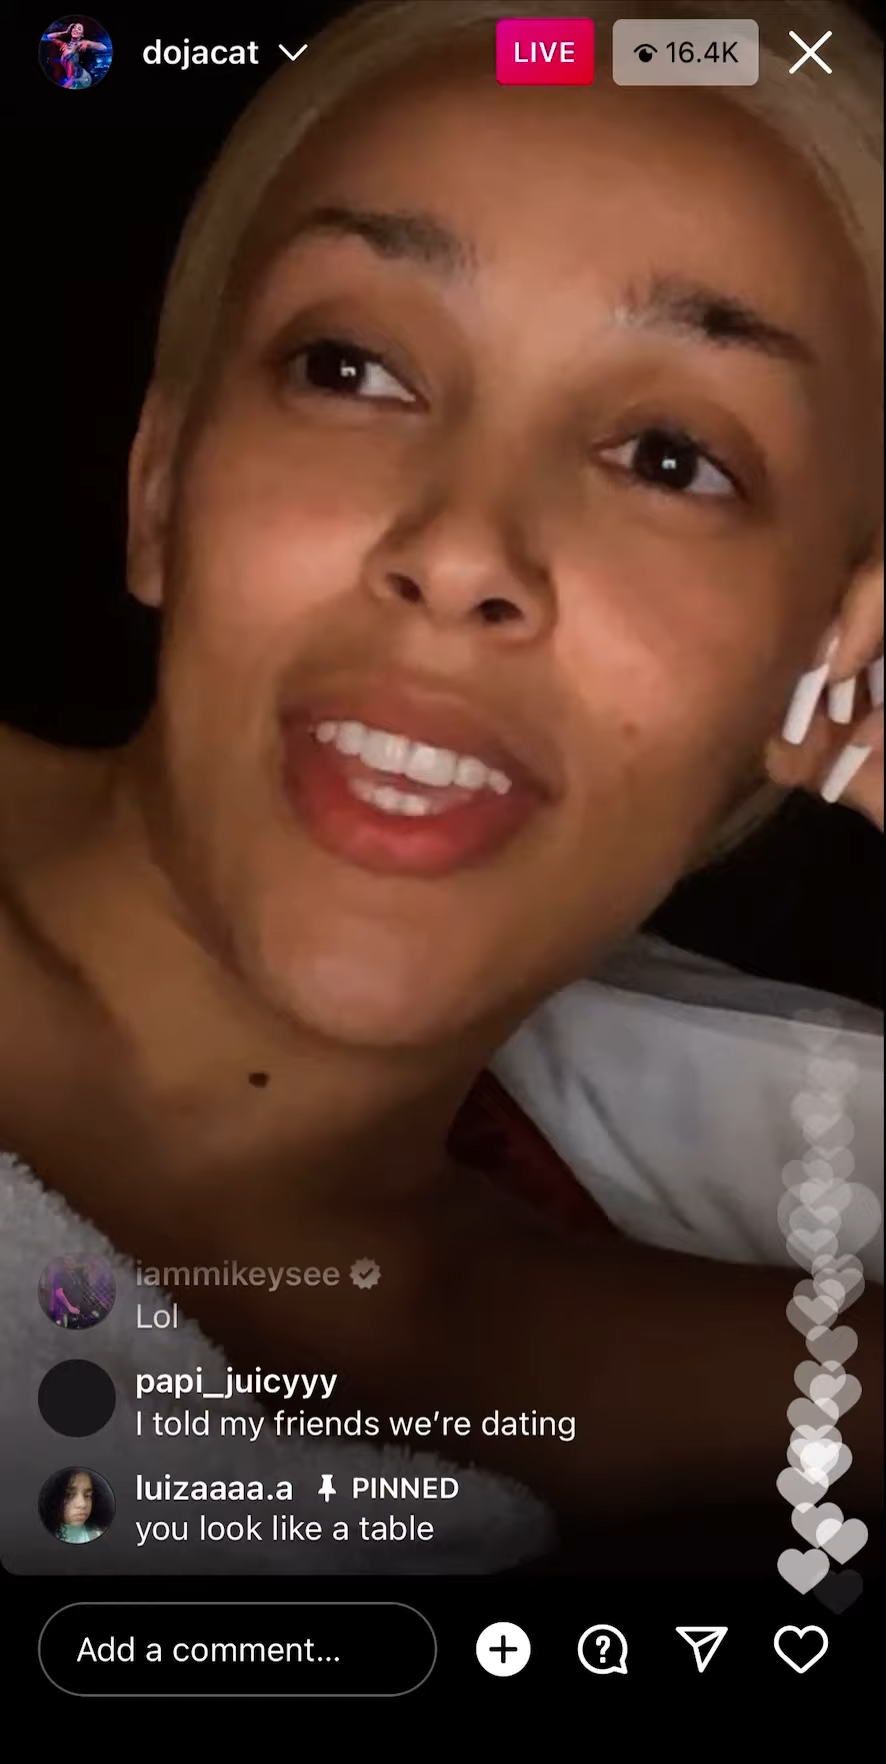 dojacat
LIVE
16.4K
iammikeysee
Lol
papi_juicyyy
I told my friends we’re dating
luizaaaa.a PINNED
you look like a table
Add a comment...